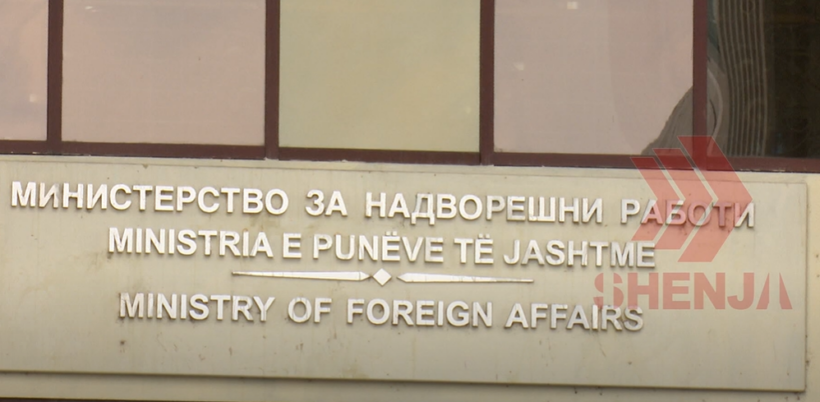 МИНИСТЕРСТВО ЗА НАДВОРЕШНИ РАБОТИ
MINISTRIA E PUNËVE TË JASHTME
MINISTRY OF FOREIGN AFFAIRS
SHENJA